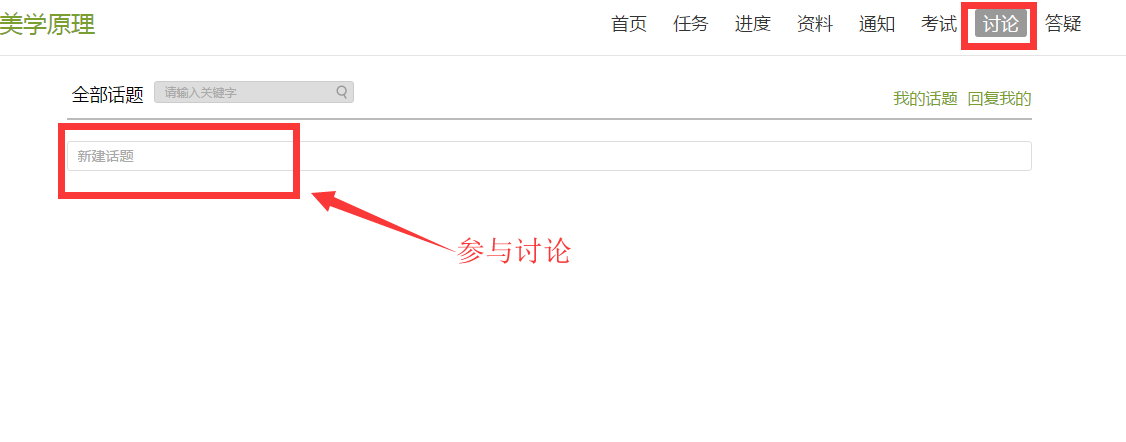 美学原理 首页 任务 进度 资料 通知 考试 讨论 答疑
全部话题 请输入关键字 我的话题 回复我的
新建话题
参与讨论